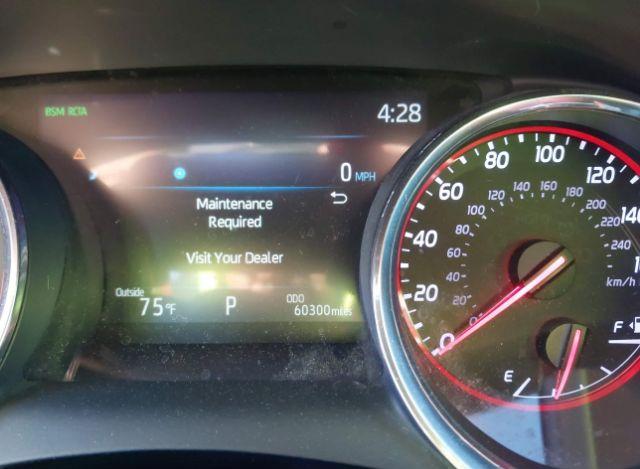 BSM RCTA
4:28
0 MPH
Maintenance
Required
Visit Your Dealer
Outside
75°F
P
ODO
60300 miles
0
20
40
60
80
100
120
140
20
40
60
80
100
120
140
160
180
200
220
240
km/h
E
F